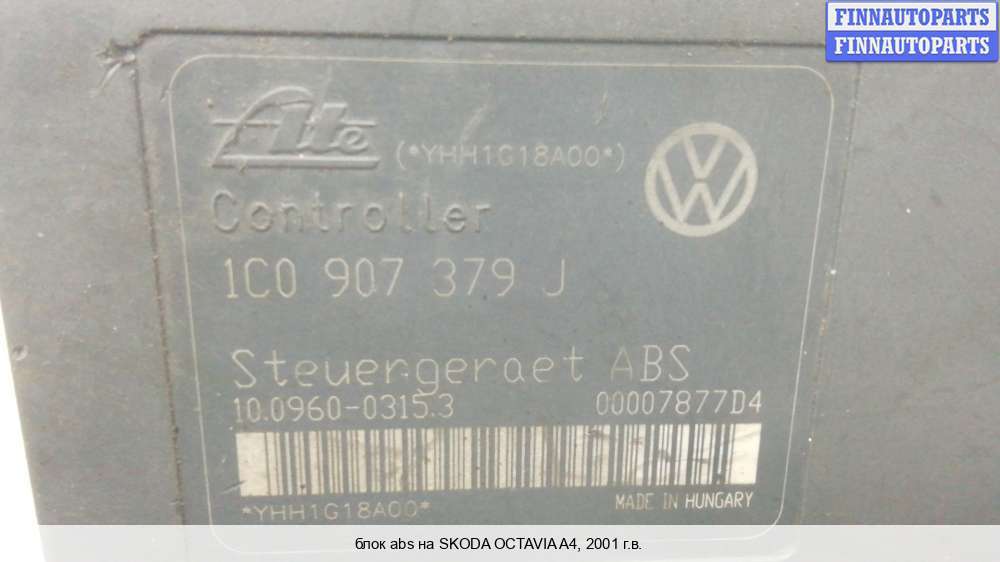 FINNAUTOPARTS
FINNAUTOPARTS
Ate (*YHH1G18A00*)
Controller
1C0 907 379 J
Steuergeraet ABS
10.0960-0315.3 00007877D4
MADE IN HUNGARY
*YHH1G18A00*
блок abs на SKODA OCTAVIA A4, 2001 г.в.